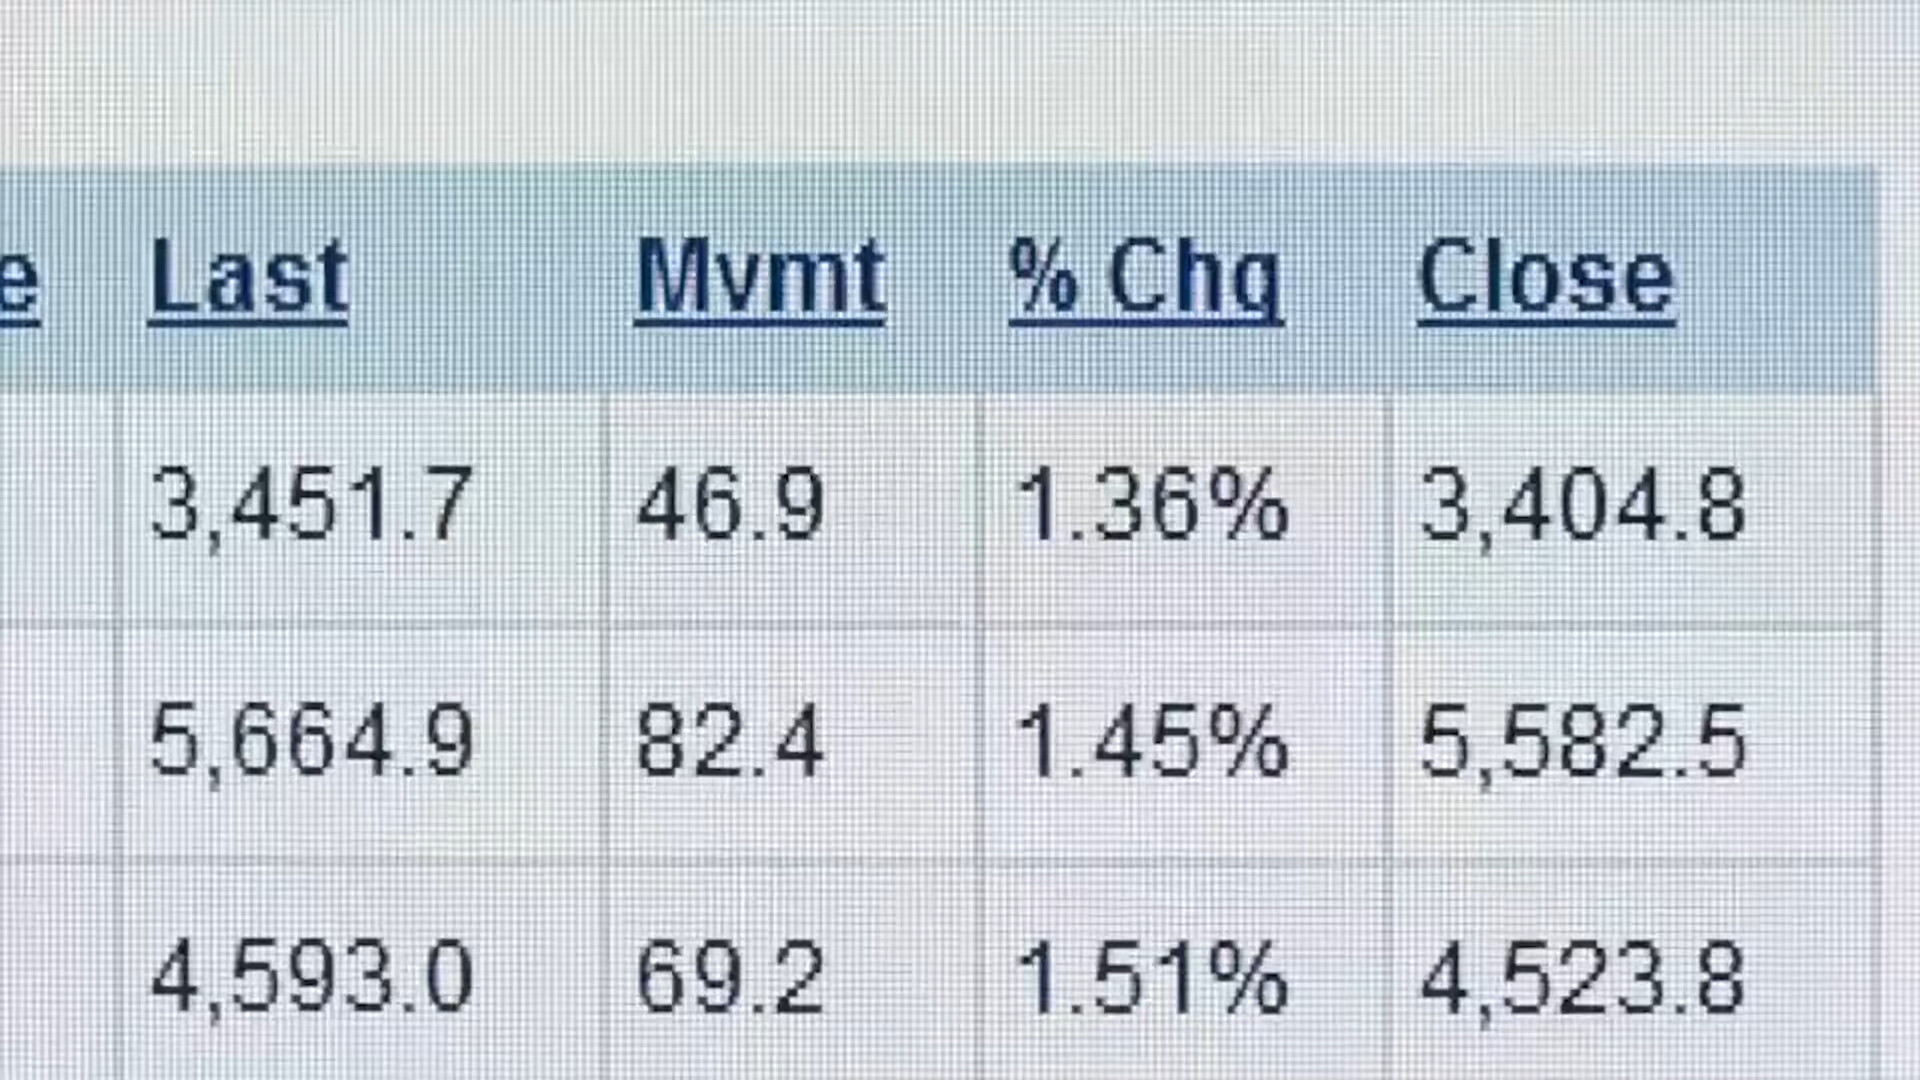 e Last Mvmt % Chg Close
3,451.7 46.9 1.36% 3,404.8
5,664.9 82.4 1.45% 5,582.5
4,593.0 69.2 1.51% 4,523.8